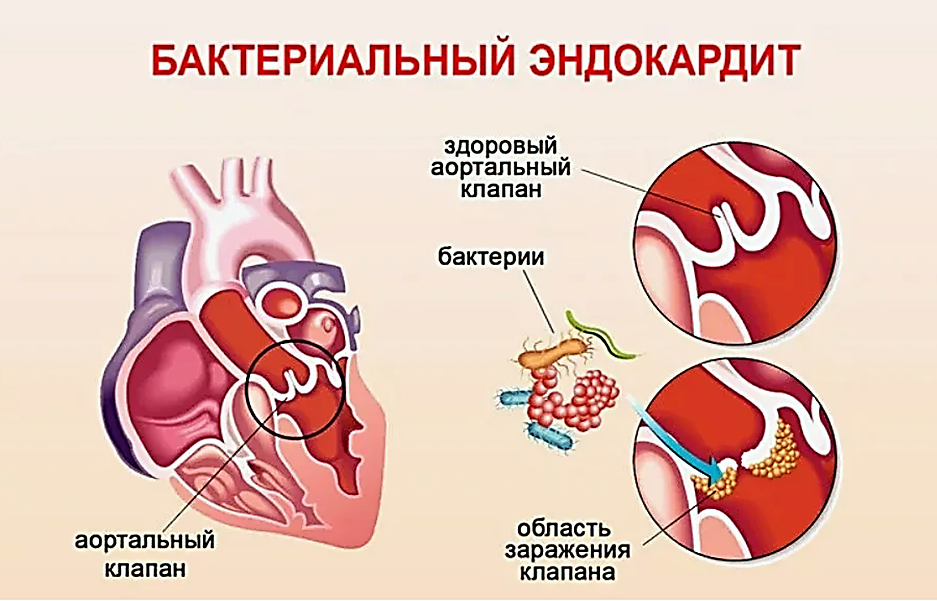 БАКТЕРИАЛЬНЫЙ ЭНДОКАРДИТ
здоровый
аортальный
клапан
бактерии
аортальный
клапан
область
заражения
клапана